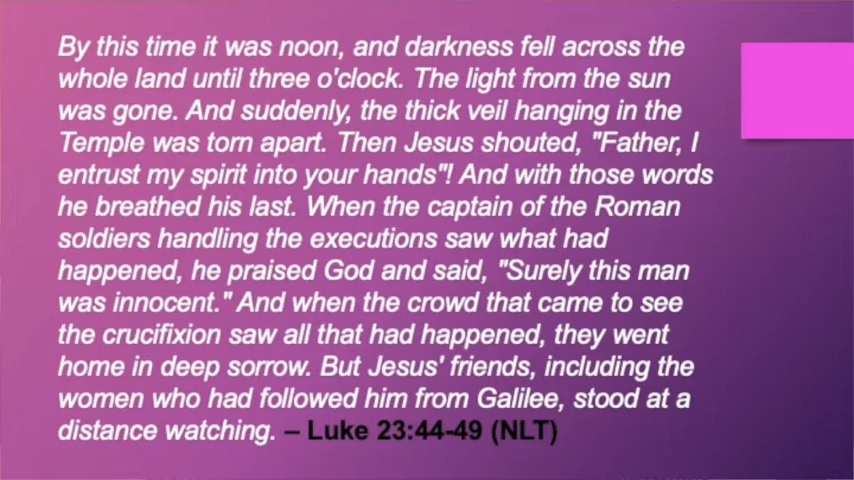 By this time it was noon, and darkness fell across the
whole land until three o'clock. The light from the sun
was gone. And suddenly, the thick veil hanging in the
Temple was torn apart. Then Jesus shouted, "Father, I
entrust my spirit into your hands"! And with those words
he breathed his last. When the captain of the Roman
soldiers handling the executions saw what had
happened, he praised God and said, "Surely this man
was innocent." And when the crowd that came to see
the crucifixion saw all that had happened, they went
home in deep sorrow. But Jesus' friends, including the
women who had followed him from Galilee, stood at a
distance watching. – Luke 23:44-49 (NLT)